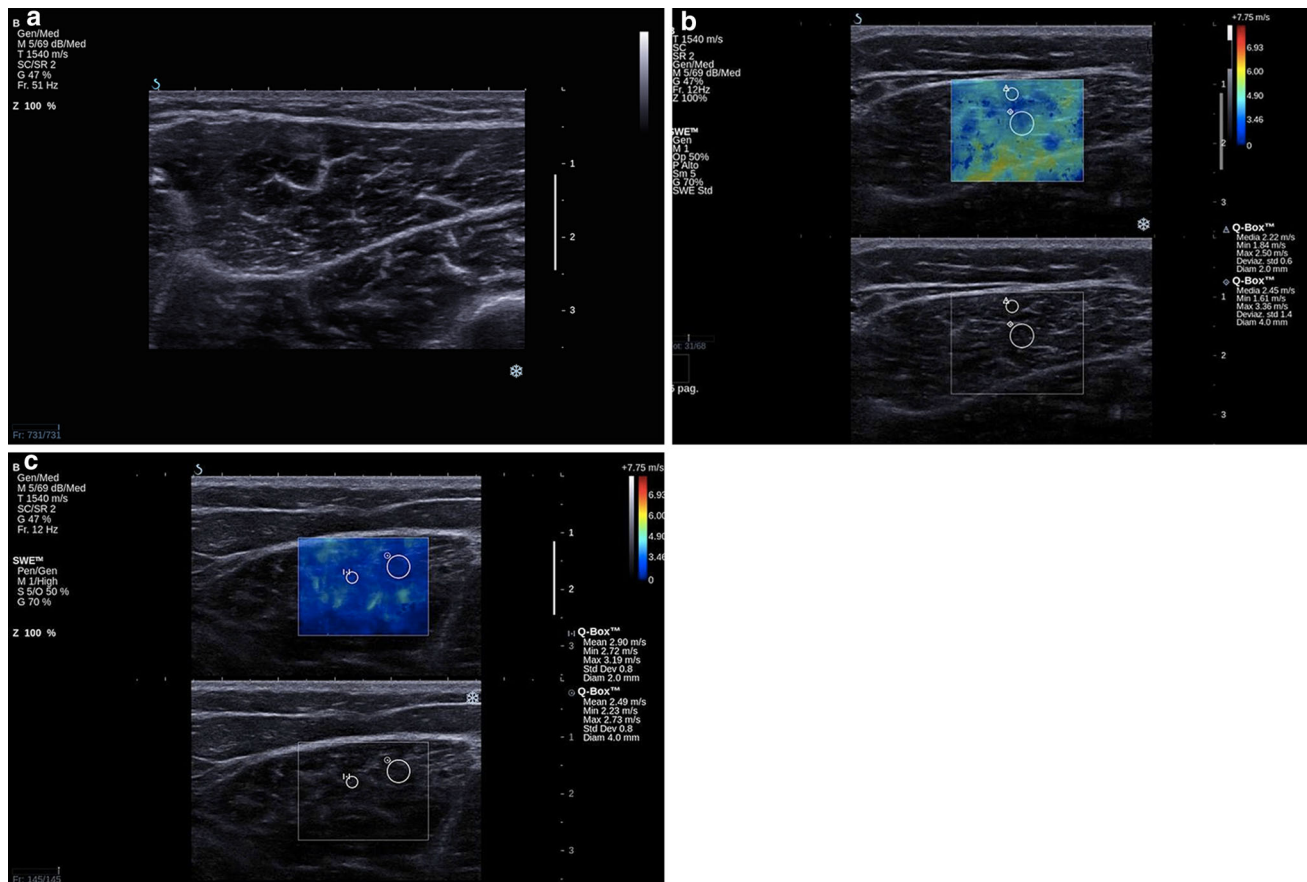 a
B
Gen/Med
M 5/69 dB/Med
T 1540 m/s
SC/SR 2
G 47 %
Fr. 51 Hz
Z 100 %
1
2
3
Fr: 731/731
b
T 1540 m/s
SC
SR 2
Gen/Med
M 5/69 dB/Med
G 47%
Fr. 12Hz
Z 100%
SWE™
Gen
M 1
Op 50%
P Alto
Srn 5
G 70%
SWE Std
ot: 31/68
pag.
+7.75 m/s
6.93
6.00
4.90
3.46
0
1
2
3
Q-Box™
Media 2.22 m/s
Min 1.84 m/s
Max 2.50 m/s
Deviaz. std 0.6
Diam 2.0 mm
Q-Box™
Media 2.45 m/s
Min 1.61 m/s
Max 3.36 m/s
Deviaz. std 1.4
Diam 4.0 mm
1
2
3
c
B
Gen/Med
M 5/69 dB/Med
T 1540 m/s
SC/SR 2
G 47 %
Fr. 12 Hz
SWE™
Pen/Gen
M 1/High
S 5/O 50 %
G 70 %
Z 100 %
Fr: 145/145
+7.75 m/s
6.93
6.00
4.90
3.46
0
1
2
3
Q-Box™
Mean 2.90 m/s
Min 2.72 m/s
Max 3.19 m/s
Std Dev 0.8
Diam 2.0 mm
Q-Box™
Mean 2.49 m/s
Min 2.23 m/s
Max 2.73 m/s
Std Dev 0.8
Diam 4.0 mm
1
2
3